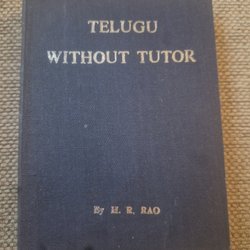 TELUGU
WITHOUT TUTOR
By H. R. RAO